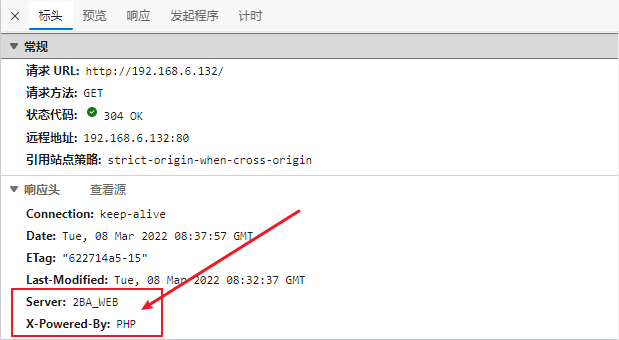 标头 预览 响应 发起程序 计时
常规
请求 URL: http://192.168.6.132/
请求方法: GET
状态代码: 304 OK
远程地址: 192.168.6.132:80
引用站点策略: strict-origin-when-cross-origin
响应头 查看源
Connection: keep-alive
Date: Tue, 08 Mar 2022 08:37:57 GMT
ETag: "622714a5-15"
Last-Modified: Tue, 08 Mar 2022 08:32:37 GMT
Server: 2BA_WEB
X-Powered-By: PHP